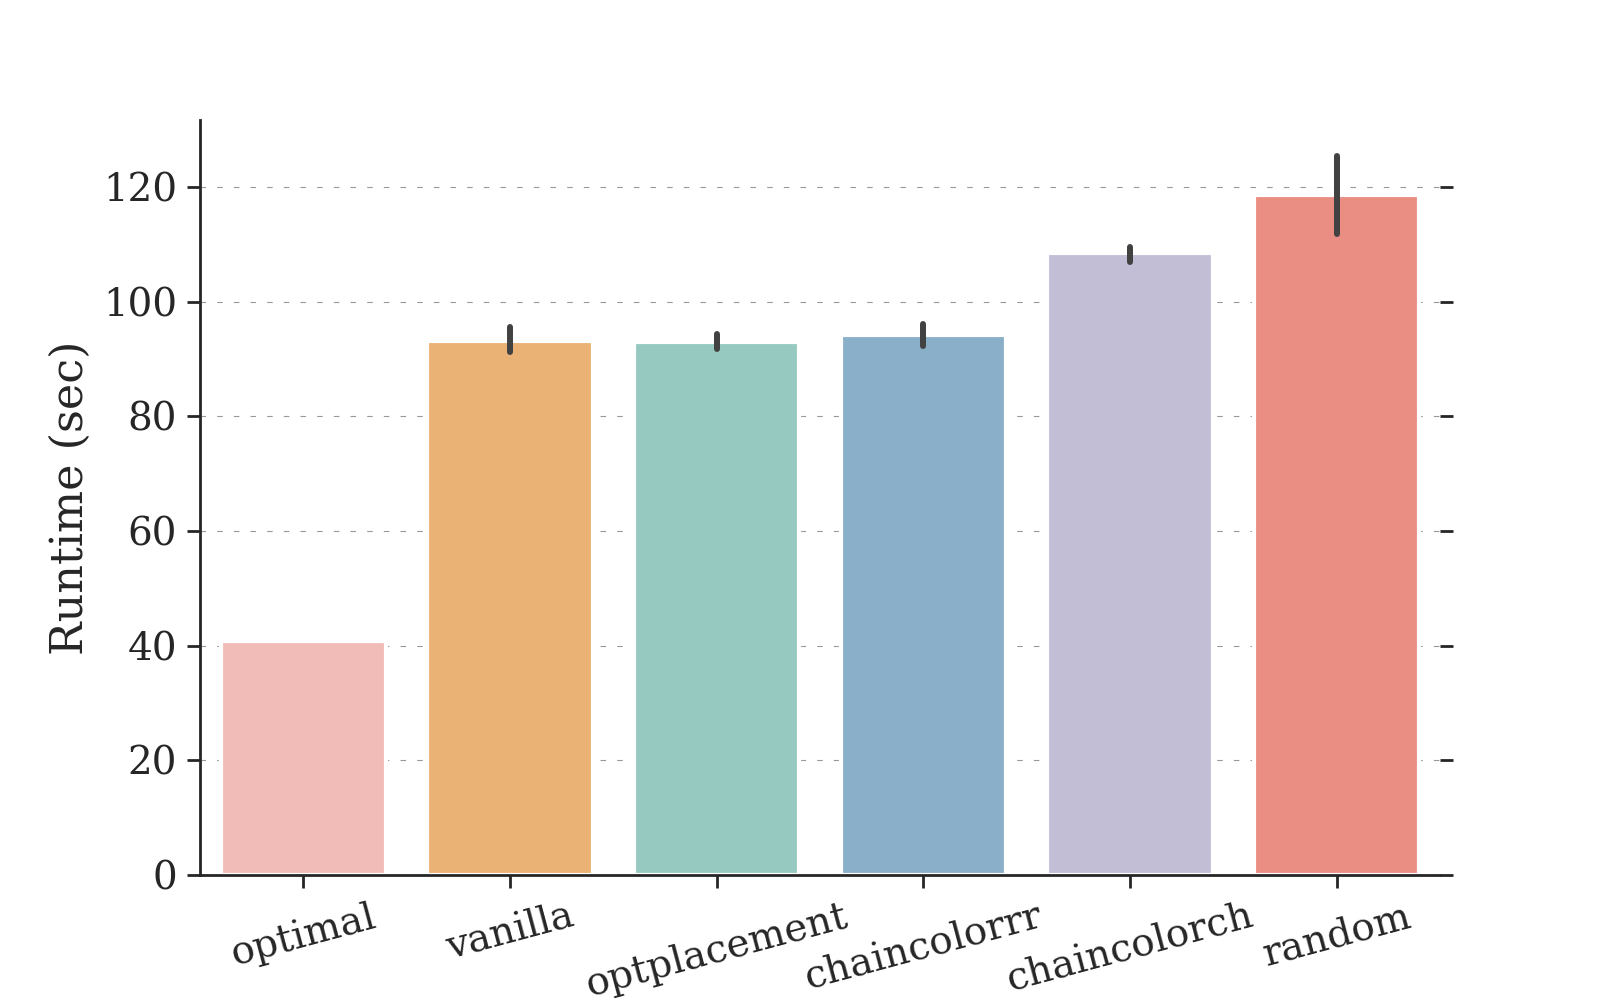 Runtime (sec)
120
100
80
60
40
20
0
optimal
vanilla
optplacement
chaincolorrr
chaincolorch
random